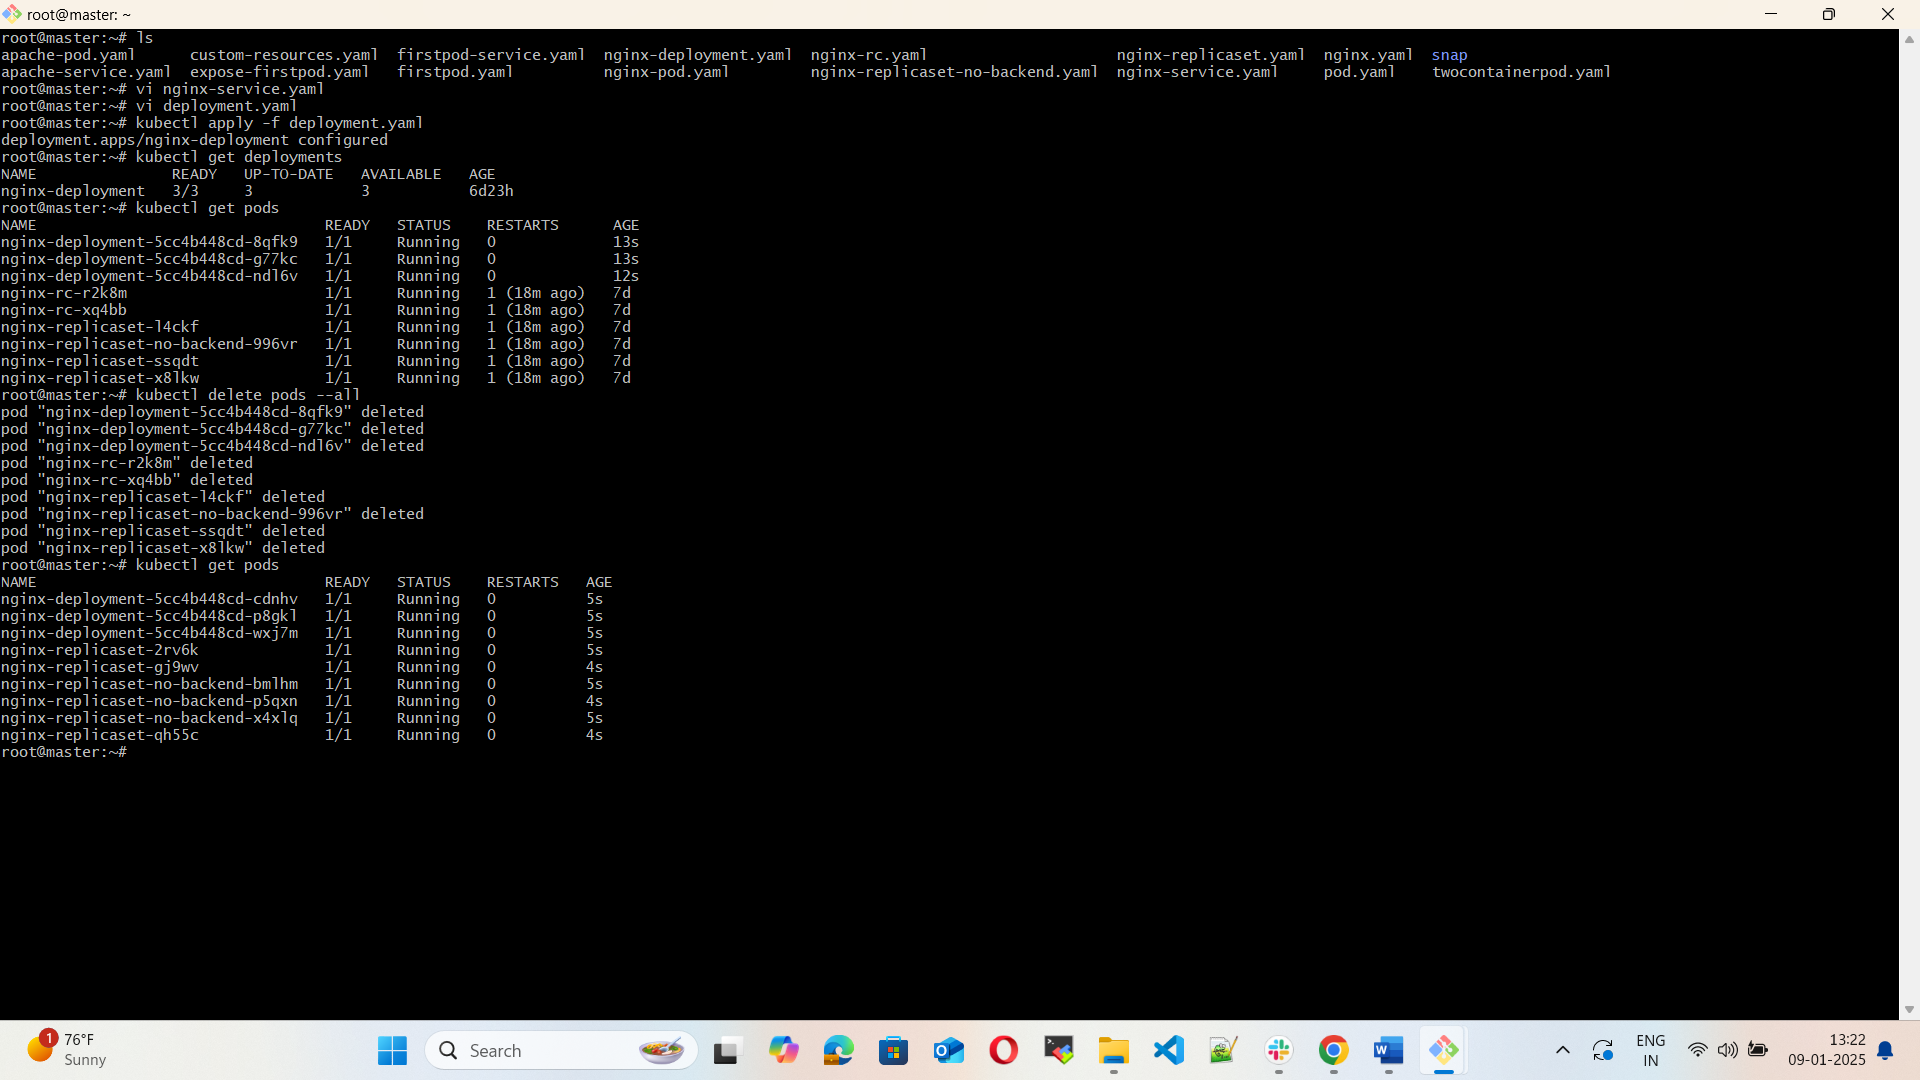 root@master: ~
root@master:~# ls
apache-pod.yaml      custom-resources.yaml  firstpod-service.yaml  nginx-deployment.yaml  nginx-rc.yaml                     nginx-replicaset.yaml  nginx.yaml  snap
apache-service.yaml  expose-firstpod.yaml   firstpod.yaml          nginx-pod.yaml         nginx-replicaset-no-backend.yaml  nginx-service.yaml     pod.yaml    twocontainerpod.yaml
root@master:~# vi nginx-service.yaml
root@master:~# vi deployment.yaml
root@master:~# kubectl apply -f deployment.yaml
deployment.apps/nginx-deployment configured
root@master:~# kubectl get deployments
NAME               READY   UP-TO-DATE   AVAILABLE   AGE
nginx-deployment   3/3     3            3           6d23h
root@master:~# kubectl get pods
NAME                                READY   STATUS    RESTARTS      AGE
nginx-deployment-5cc4b448cd-8qfk9   1/1     Running   0             13s
nginx-deployment-5cc4b448cd-g77kc   1/1     Running   0             13s
nginx-deployment-5cc4b448cd-ndl6v   1/1     Running   0             12s
nginx-rc-r2k8m                      1/1     Running   1 (18m ago)   7d
nginx-rc-xq4bb                      1/1     Running   1 (18m ago)   7d
nginx-replicaset-l4ckf              1/1     Running   1 (18m ago)   7d
nginx-replicaset-no-backend-996vr   1/1     Running   1 (18m ago)   7d
nginx-replicaset-ssqdt              1/1     Running   1 (18m ago)   7d
nginx-replicaset-x8lkw              1/1     Running   1 (18m ago)   7d
root@master:~# kubectl delete pods --all
pod "nginx-deployment-5cc4b448cd-8qfk9" deleted
pod "nginx-deployment-5cc4b448cd-g77kc" deleted
pod "nginx-deployment-5cc4b448cd-ndl6v" deleted
pod "nginx-rc-r2k8m" deleted
pod "nginx-rc-xq4bb" deleted
pod "nginx-replicaset-l4ckf" deleted
pod "nginx-replicaset-no-backend-996vr" deleted
pod "nginx-replicaset-ssqdt" deleted
pod "nginx-replicaset-x8lkw" deleted
root@master:~# kubectl get pods
NAME                                READY   STATUS    RESTARTS   AGE
nginx-deployment-5cc4b448cd-cdnhv   1/1     Running   0          5s
nginx-deployment-5cc4b448cd-p8gkl   1/1     Running   0          5s
nginx-deployment-5cc4b448cd-wxj7m   1/1     Running   0          5s
nginx-replicaset-2rv6k              1/1     Running   0          5s
nginx-replicaset-gj9wv              1/1     Running   0          4s
nginx-replicaset-no-backend-bmlhm   1/1     Running   0          5s
nginx-replicaset-no-backend-p5qxn   1/1     Running   0          4s
nginx-replicaset-no-backend-x4xlq   1/1     Running   0          5s
nginx-replicaset-qh55c              1/1     Running   0          4s
root@master:~#
1
76°F
Sunny
Search
ENG
IN
13:22
09-01-2025